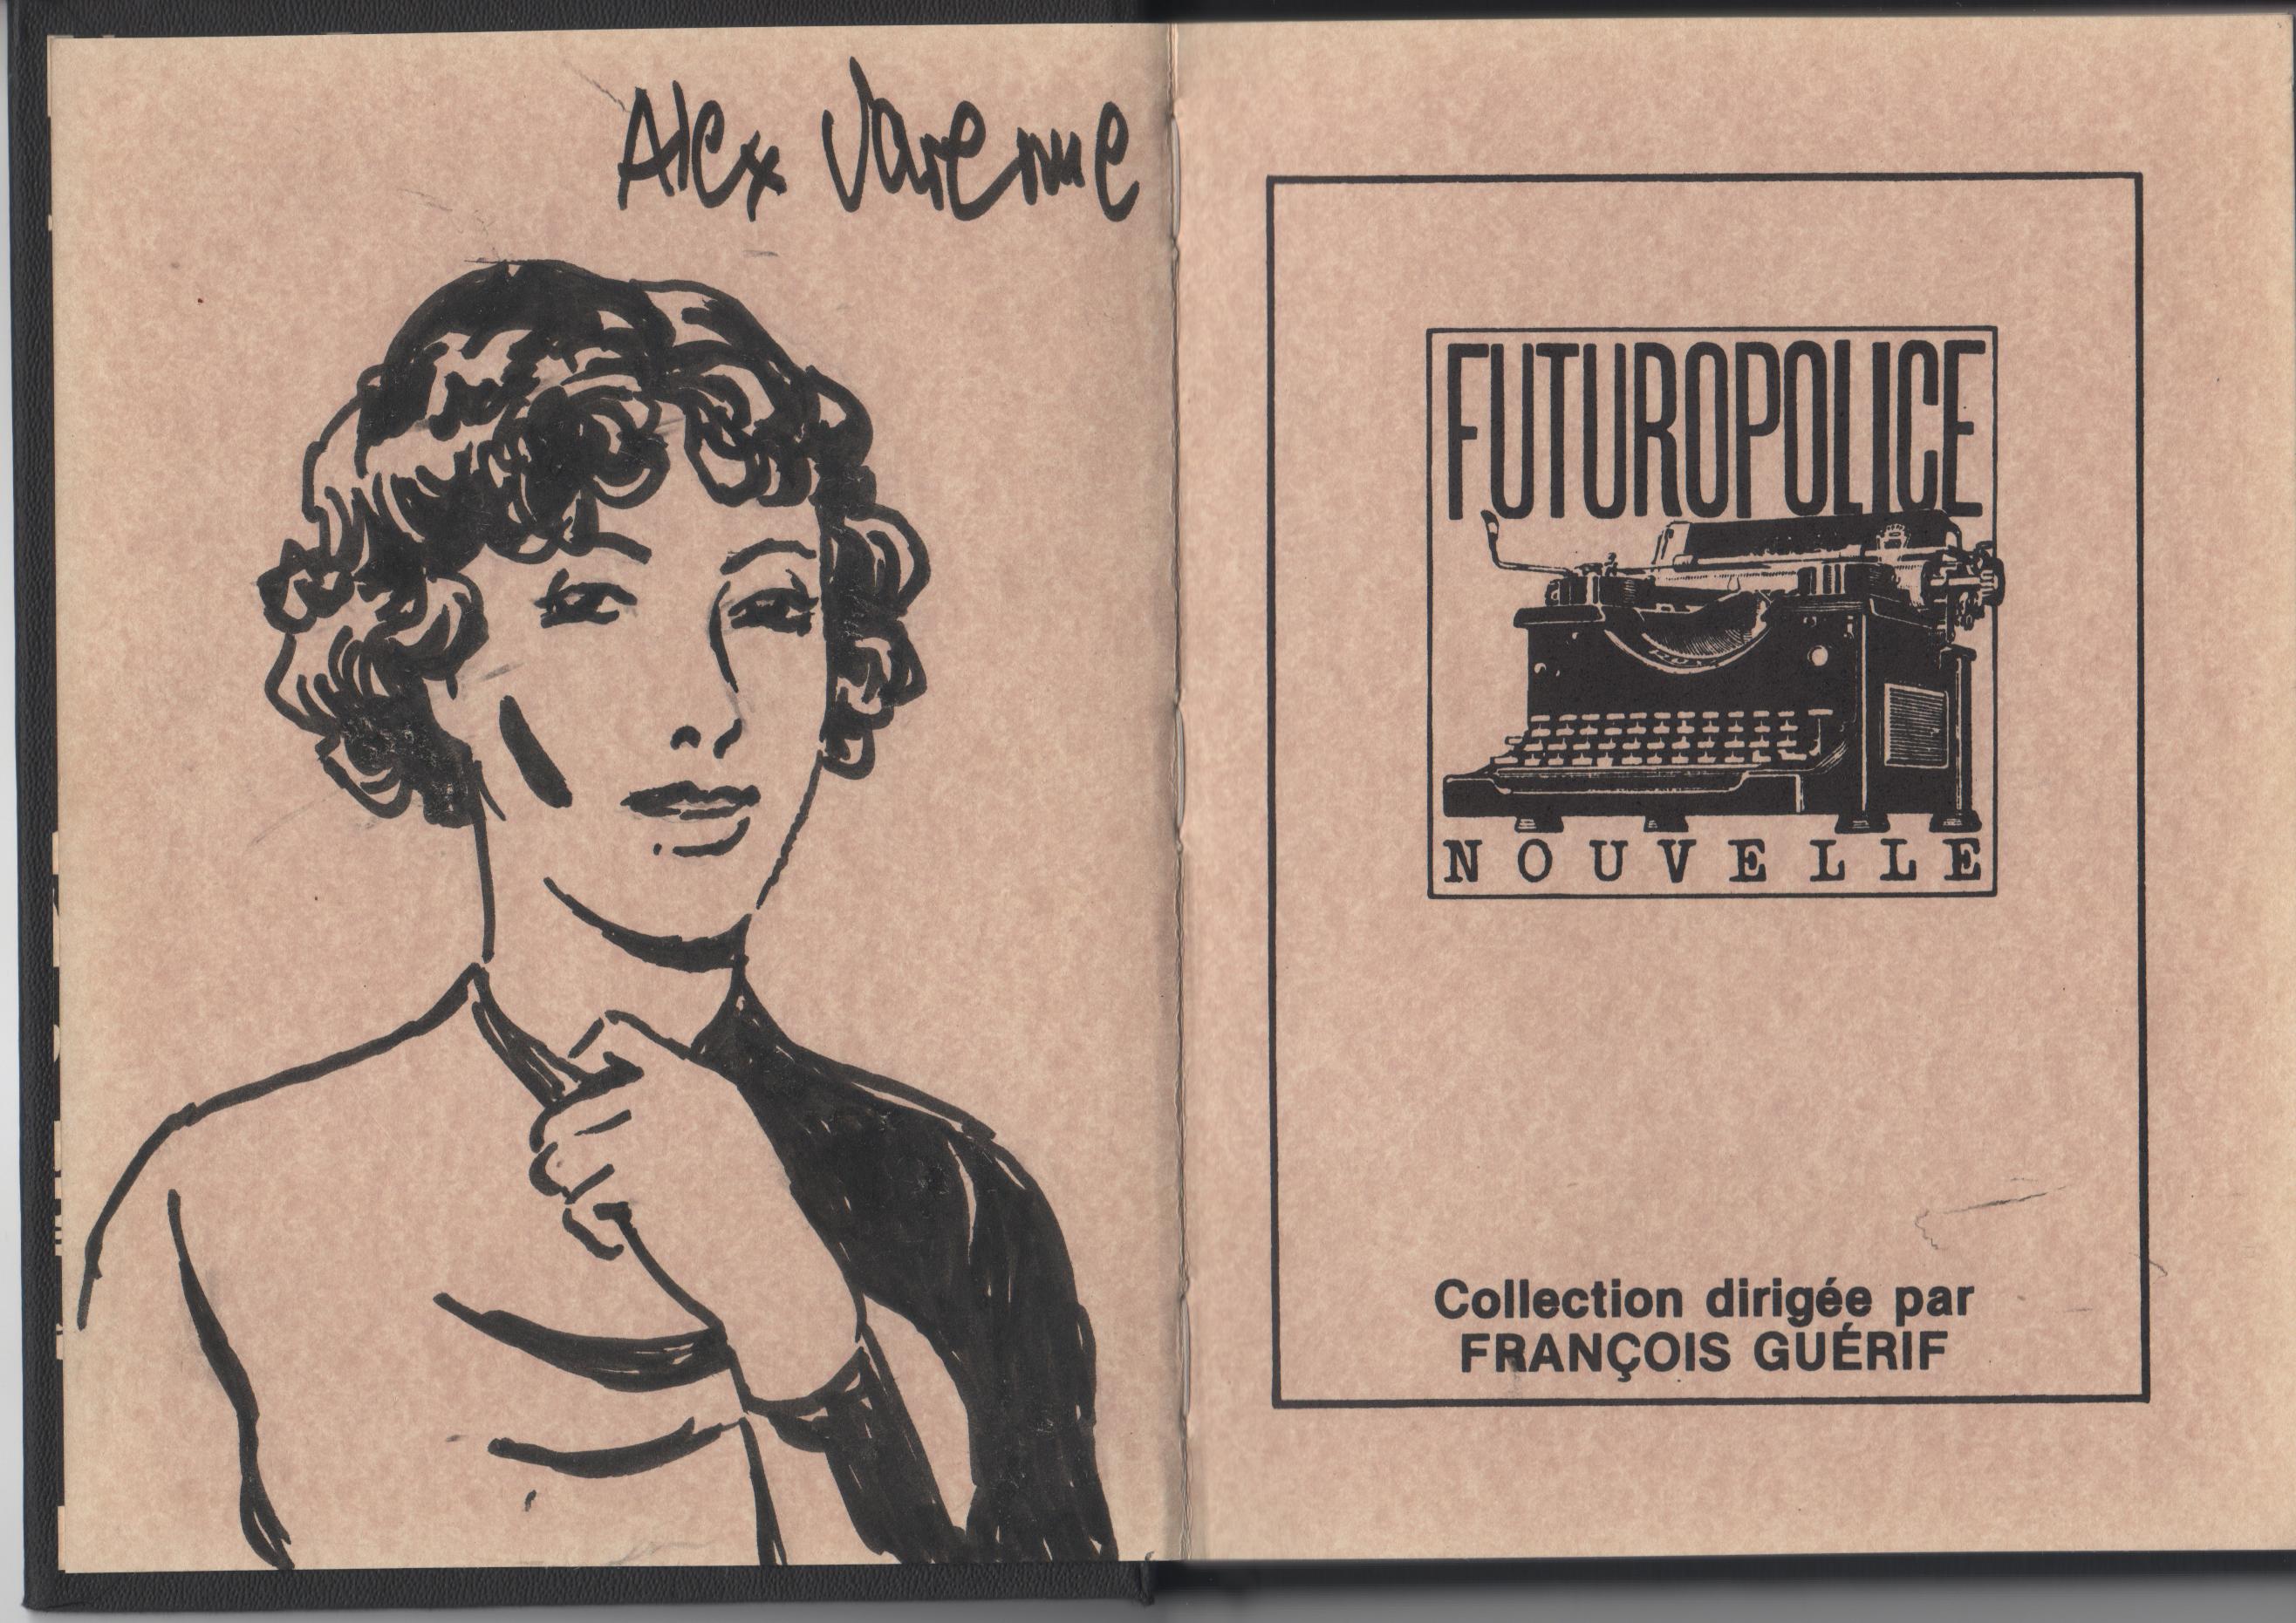 Alex Varenne
FUTUROPOLICE
NOUVELLE
Collection dirigée par
FRANÇOIS GUÉRIF